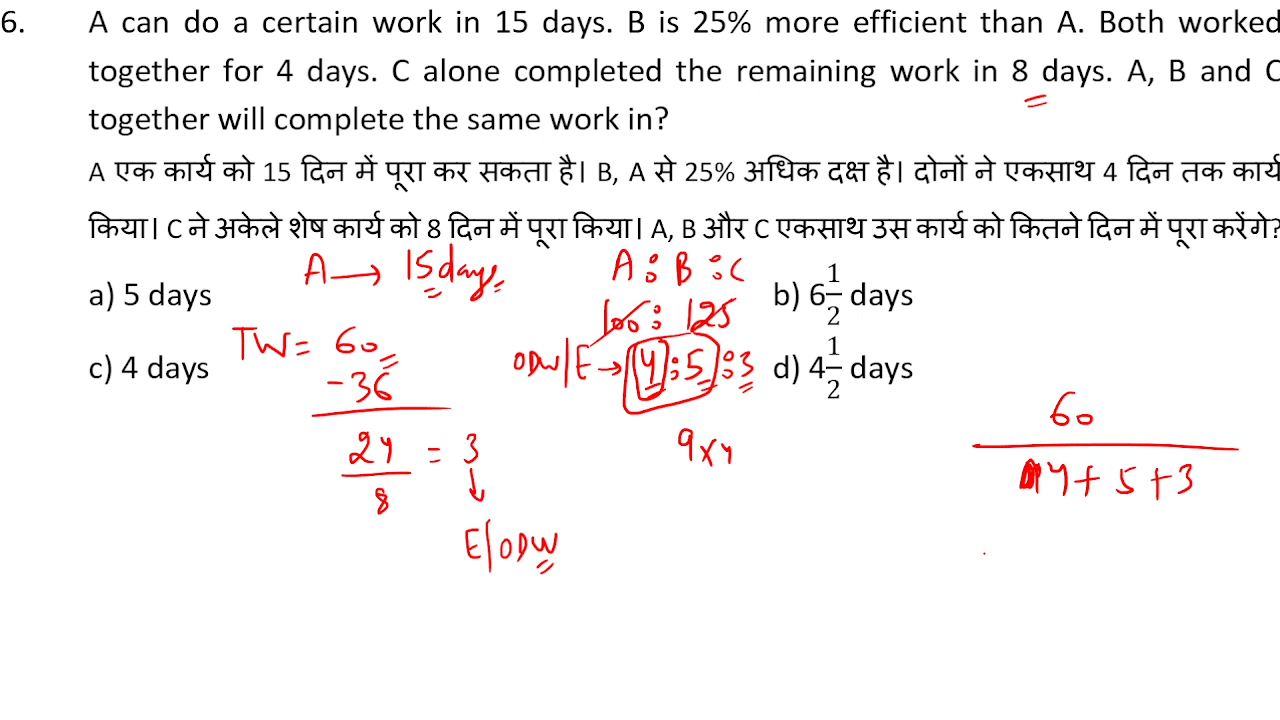 6. A can do a certain work in 15 days. B is 25% more efficient than A. Both worked
together for 4 days. C alone completed the remaining work in 8 days. A, B and C
together will complete the same work in?
A एक कार्य को 15 दिन में पूरा कर सकता है। B, A से 25% अधिक दक्ष है। दोनों ने एकसाथ 4 दिन तक कार्य
किया। C ने अकेले शेष कार्य को 8 दिन में पूरा किया। A, B और C एकसाथ उस कार्य को कितने दिन में पूरा करेंगे?
A → 15 days
A : B : C
a) 5 days
b) 6 1/2 days
100 : 125
TW = 60
ODW/E → 4 : 5 : 3
c) 4 days
d) 4 1/2 days
-36
24/8 = 3
9x4
60
4+5+3
E/ODW